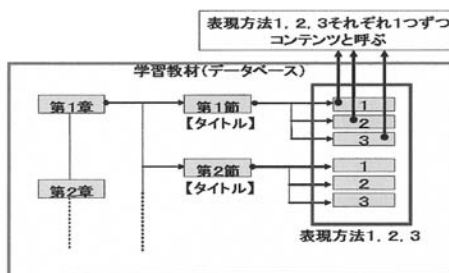 表現方法1, 2, 3それぞれ1つずつ
コンテンツと呼ぶ
学習教材(データベース)
第1章
第1節
【タイトル】
1
2
3
第2章
第2節
【タイトル】
1
2
3
表現方法1, 2, 3